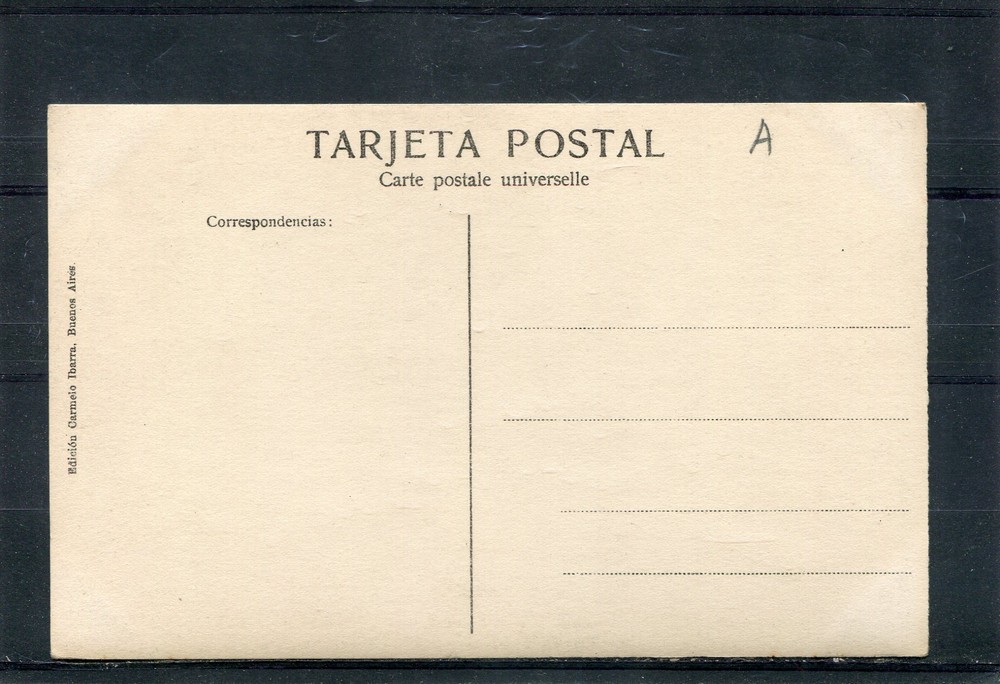 TARJETA POSTAL
A
Carte postale universelle
Correspondencias:
Edición Carmelo Ibarra, Buenos Aires.